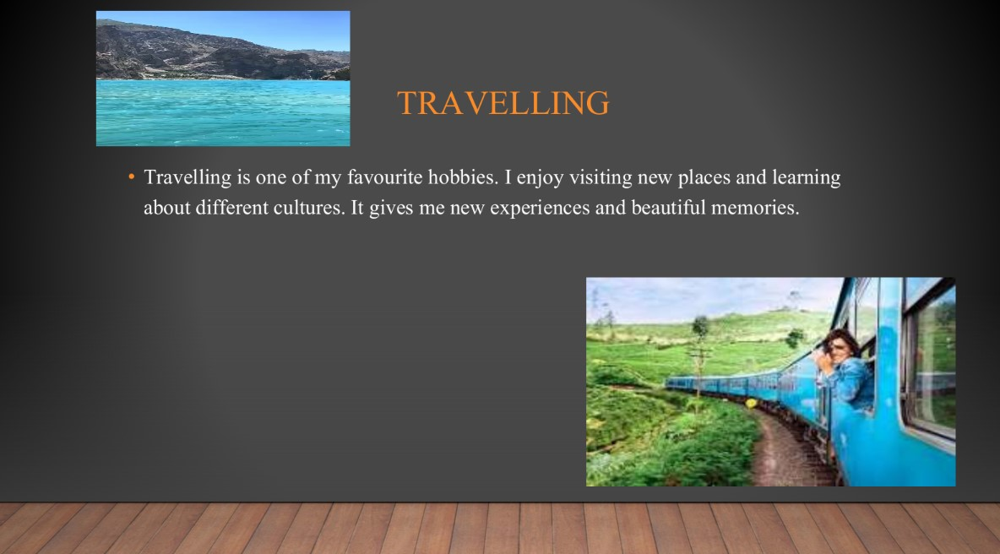 TRAVELLING
• Travelling is one of my favourite hobbies. I enjoy visiting new places and learning
about different cultures. It gives me new experiences and beautiful memories.